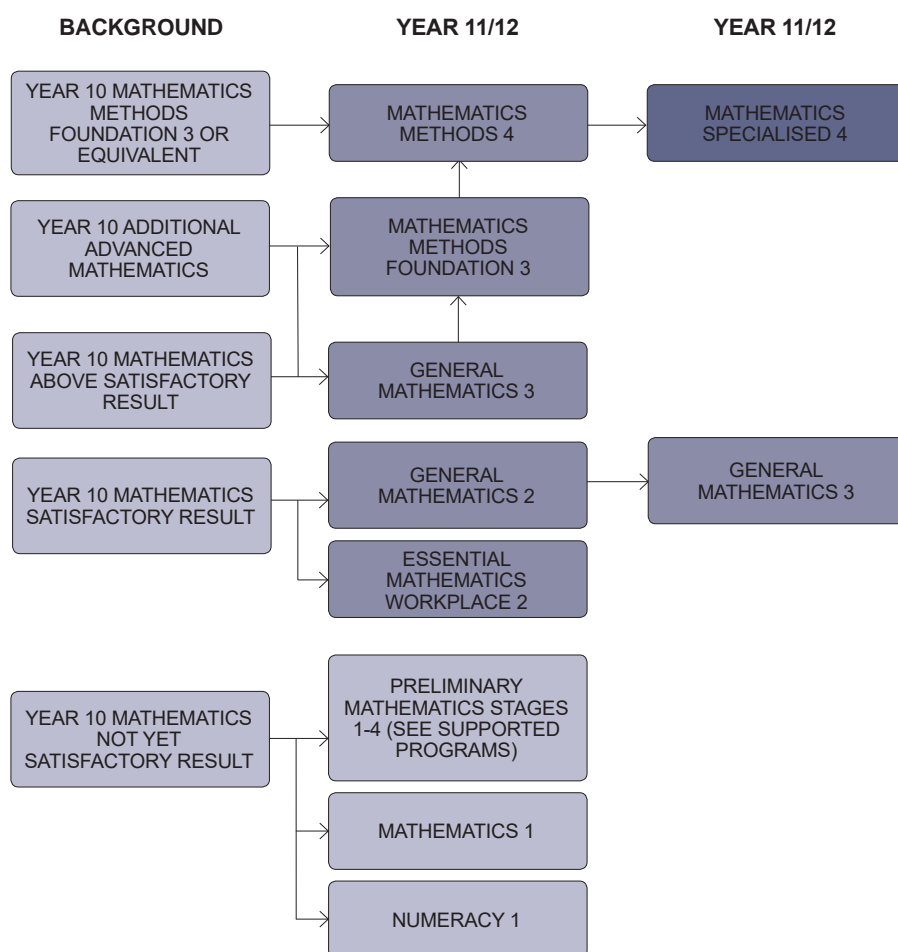 BACKGROUND
YEAR 11/12
YEAR 11/12
YEAR 10 MATHEMATICS
METHODS
FOUNDATION 3 OR
EQUIVALENT
MATHEMATICS
METHODS 4
MATHEMATICS
SPECIALISED 4
YEAR 10 ADDITIONAL
ADVANCED
MATHEMATICS
MATHEMATICS
METHODS
FOUNDATION 3
YEAR 10 MATHEMATICS
ABOVE SATISFACTORY
RESULT
GENERAL
MATHEMATICS 3
YEAR 10 MATHEMATICS
SATISFACTORY RESULT
GENERAL
MATHEMATICS 2
GENERAL
MATHEMATICS 3
ESSENTIAL
MATHEMATICS
WORKPLACE 2
YEAR 10 MATHEMATICS
NOT YET
SATISFACTORY RESULT
PRELIMINARY
MATHEMATICS STAGES
1-4 (SEE SUPPORTED
PROGRAMS)
MATHEMATICS 1
NUMERACY 1